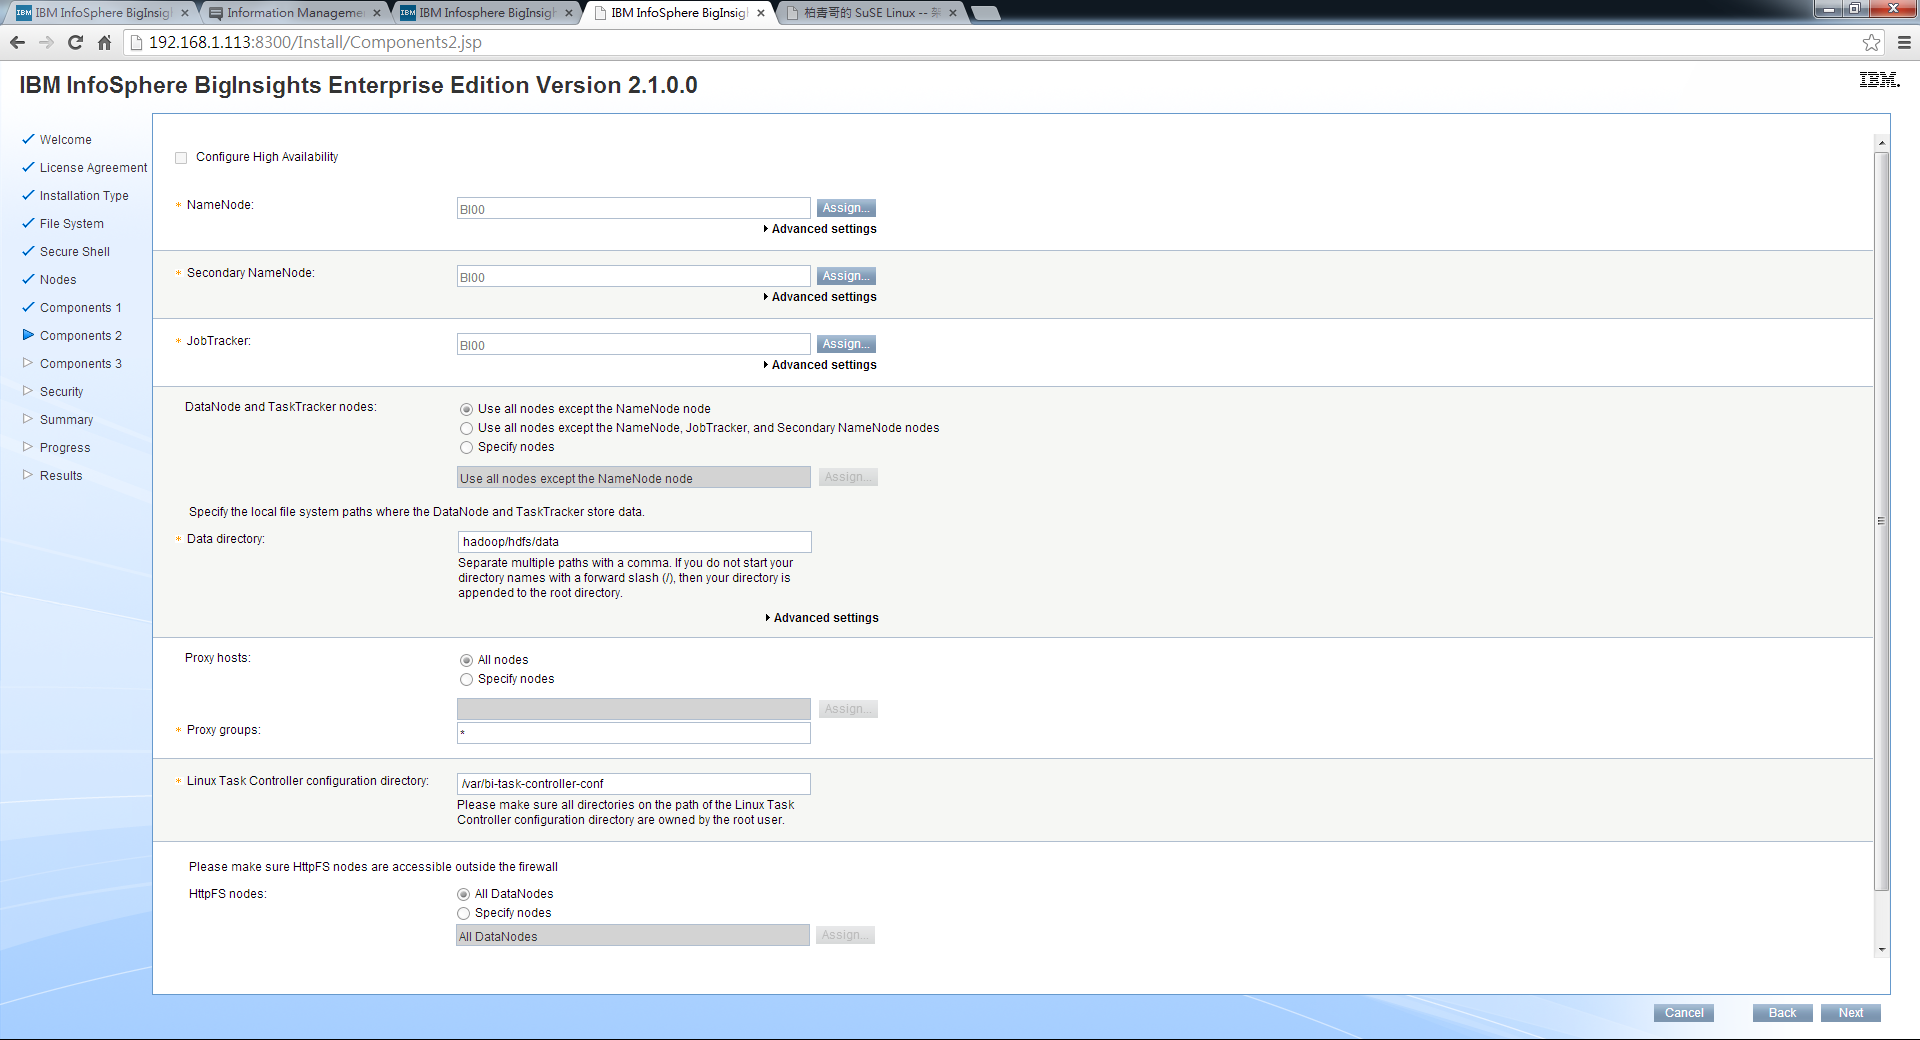 IBM InfoSphere BigInsigh
Information Manageme
IBM Infosphere BigInsigh
IBM InfoSphere BigInsigh
柏青哥的 SuSE Linux -- 架
192.168.1.113:8300/Install/Components2.jsp
IBM InfoSphere BigInsights Enterprise Edition Version 2.1.0.0
IBM.
Welcome
License Agreement
Installation Type
File System
Secure Shell
Nodes
Components 1
Components 2
Components 3
Security
Summary
Progress
Results
Configure High Availability
* NameNode:
BI00
Assign...
Advanced settings
* Secondary NameNode:
BI00
Assign...
Advanced settings
* JobTracker:
BI00
Assign...
Advanced settings
DataNode and TaskTracker nodes:
Use all nodes except the NameNode node
Use all nodes except the NameNode, JobTracker, and Secondary NameNode nodes
Specify nodes
Use all nodes except the NameNode node
Assign...
Specify the local file system paths where the DataNode and TaskTracker store data.
* Data directory:
hadoop/hdfs/data
Separate multiple paths with a comma. If you do not start your
directory names with a forward slash (/), then your directory is
appended to the root directory.
Advanced settings
Proxy hosts:
All nodes
Specify nodes
Assign...
* Proxy groups:
*
* Linux Task Controller configuration directory:
/var/bi-task-controller-conf
Please make sure all directories on the path of the Linux Task
Controller configuration directory are owned by the root user.
Please make sure HttpFS nodes are accessible outside the firewall
HttpFS nodes:
All DataNodes
Specify nodes
All DataNodes
Assign...
Cancel
Back
Next